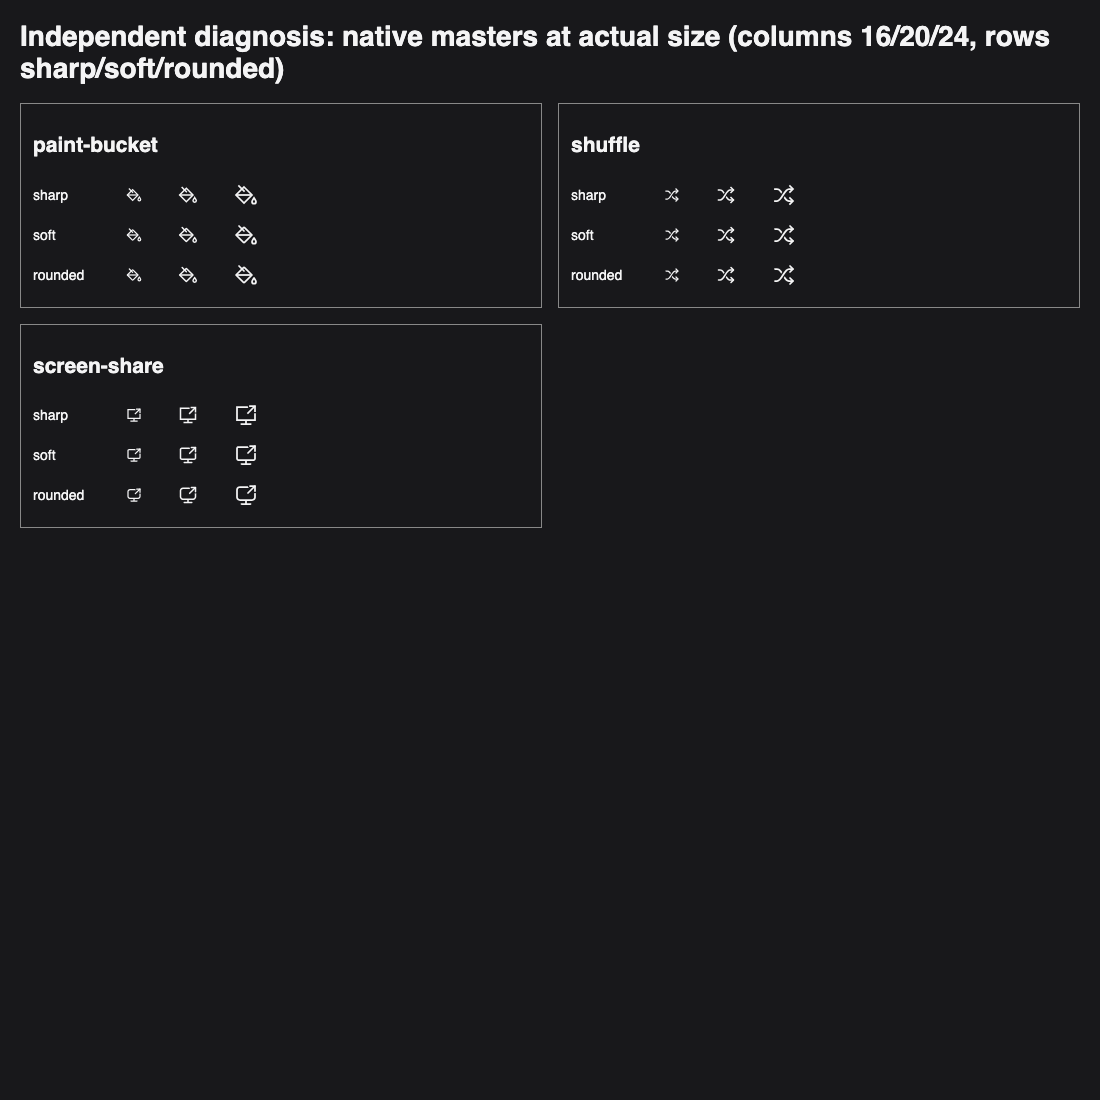 Independent diagnosis: native masters at actual size (columns 16/20/24, rows
sharp/soft/rounded)
paint-bucket
sharp
soft
rounded
shuffle
sharp
soft
rounded
screen-share
sharp
soft
rounded